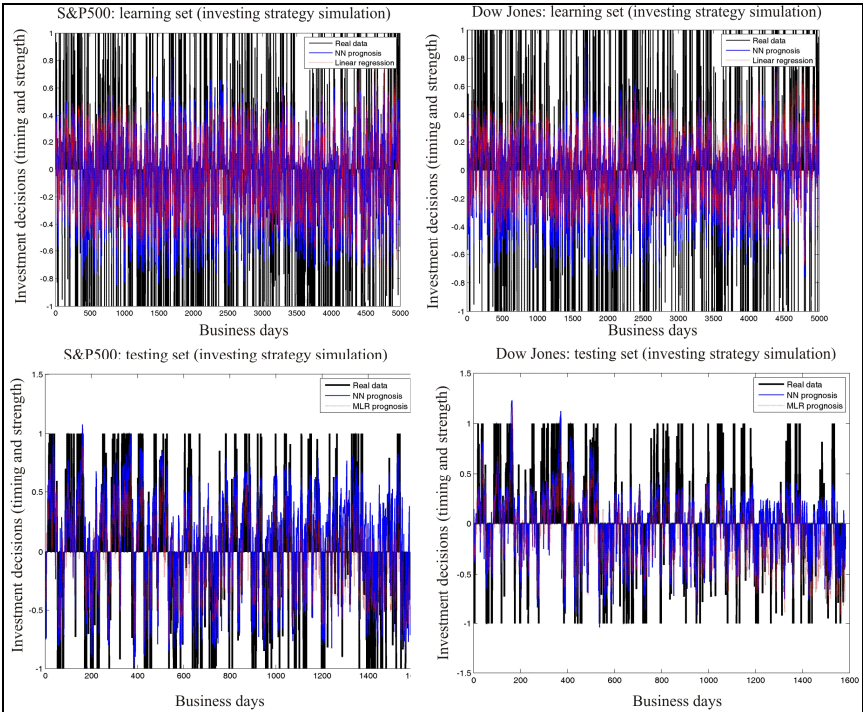 S&P500: learning set (investing strategy simulation)
Investment decisions (timing and strength)
1
0.8
0.6
0.4
0.2
0
-0.2
-0.4
-0.6
-0.8
-1
Real data
NN prognosis
Linear regression
0 500 1000 1500 2000 2500 3000 3500 4000 4500 5000
Business days
Dow Jones: learning set (investing strategy simulation)
Investment decisions (timing and strength)
1
0.8
0.6
0.4
0.2
0
-0.2
-0.4
-0.6
-0.8
-1
Real data
NN prognosis
Linear regression
0 500 1000 1500 2000 2500 3000 3500 4000 4500 5000
Business days
S&P500: testing set (investing strategy simulation)
Investment decisions (timing and strength)
1.5
1
0.5
0
-0.5
-1
Real data
NN prognosis
MLR prognosis
0 200 400 600 800 1000 1200 1400
Business days
Dow Jones: testing set (investing strategy simulation)
Investment decisions (timing and strength)
1.5
1
0.5
0
-0.5
-1
-1.5
Real data
NN prognosis
MLR prognosis
0 200 400 600 800 1000 1200 1400 1600
Business days